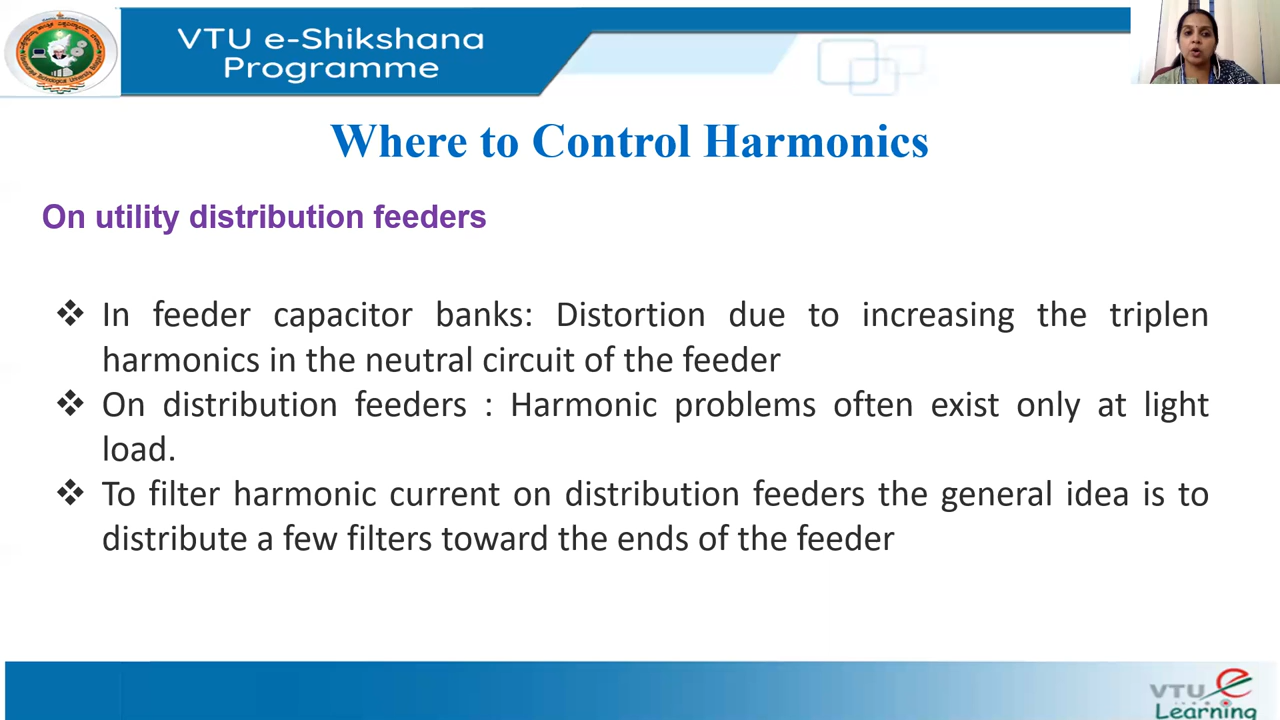 VTU e-Shikshana
Programme
Where to Control Harmonics
On utility distribution feeders
❖ In feeder capacitor banks: Distortion due to increasing the triplen
harmonics in the neutral circuit of the feeder
❖ On distribution feeders : Harmonic problems often exist only at light
load.
❖ To filter harmonic current on distribution feeders the general idea is to
distribute a few filters toward the ends of the feeder
VTU e
Learning